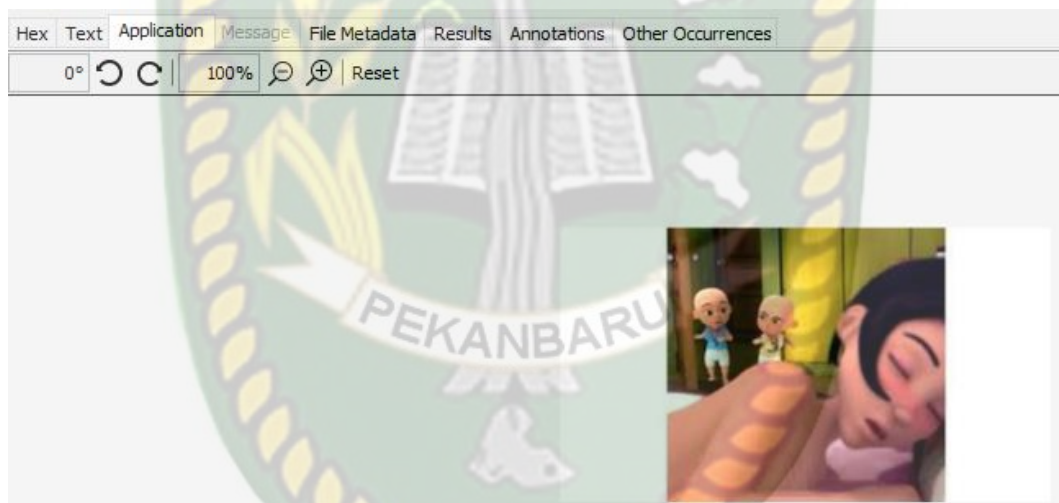 Hex Text Application Message File Metadata Results Annotations Other Occurrences
0° 100% Reset
PEKANBARU